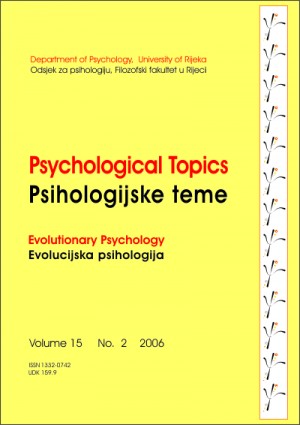 Department of Psychology, University of Rijeka
Odsjek za psihologiju, Filozofski fakultet u Rijeci
Psychological Topics
Psihologijske teme
Evolutionary Psychology
Evolucijska psihologija
Volume 15 No. 2 2006
ISSN 1332-0742
UDK 159.9